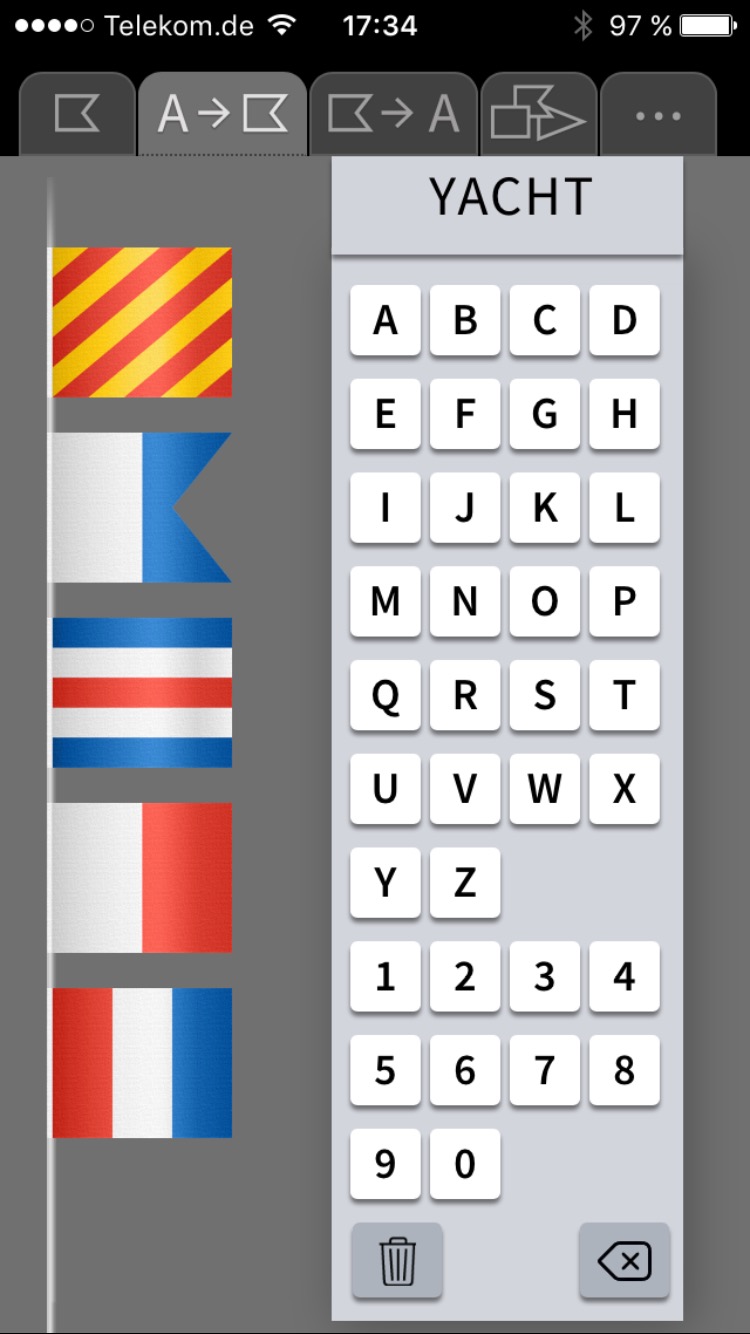 Telekom.de 17:34 97 %
A → → A ...
YACHT
A B C D
E F G H
I J K L
M N O P
Q R S T
U V W X
Y Z
1 2 3 4
5 6 7 8
9 0